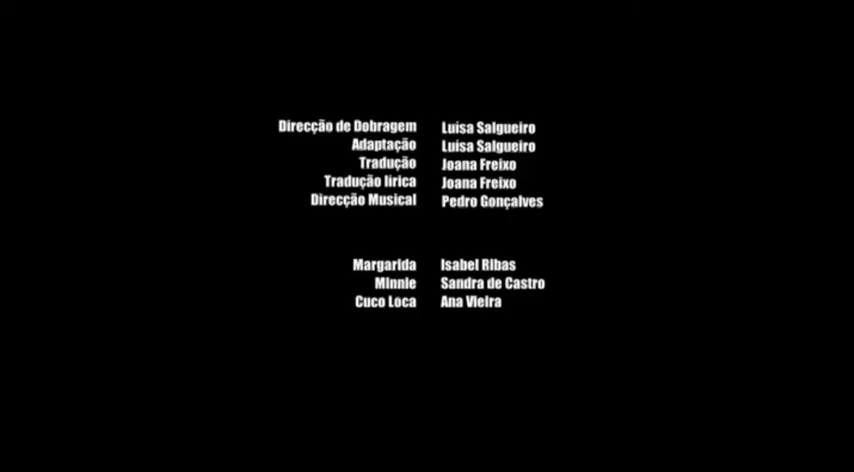 Direcção de Dobragem Luísa Salgueiro
Adaptação Luísa Salgueiro
Tradução Joana Freixo
Tradução lírica Joana Freixo
Direcção Musical Pedro Gonçalves
Margarida Isabel Ribas
Minnie Sandra de Castro
Cuco Loca Ana Vieira